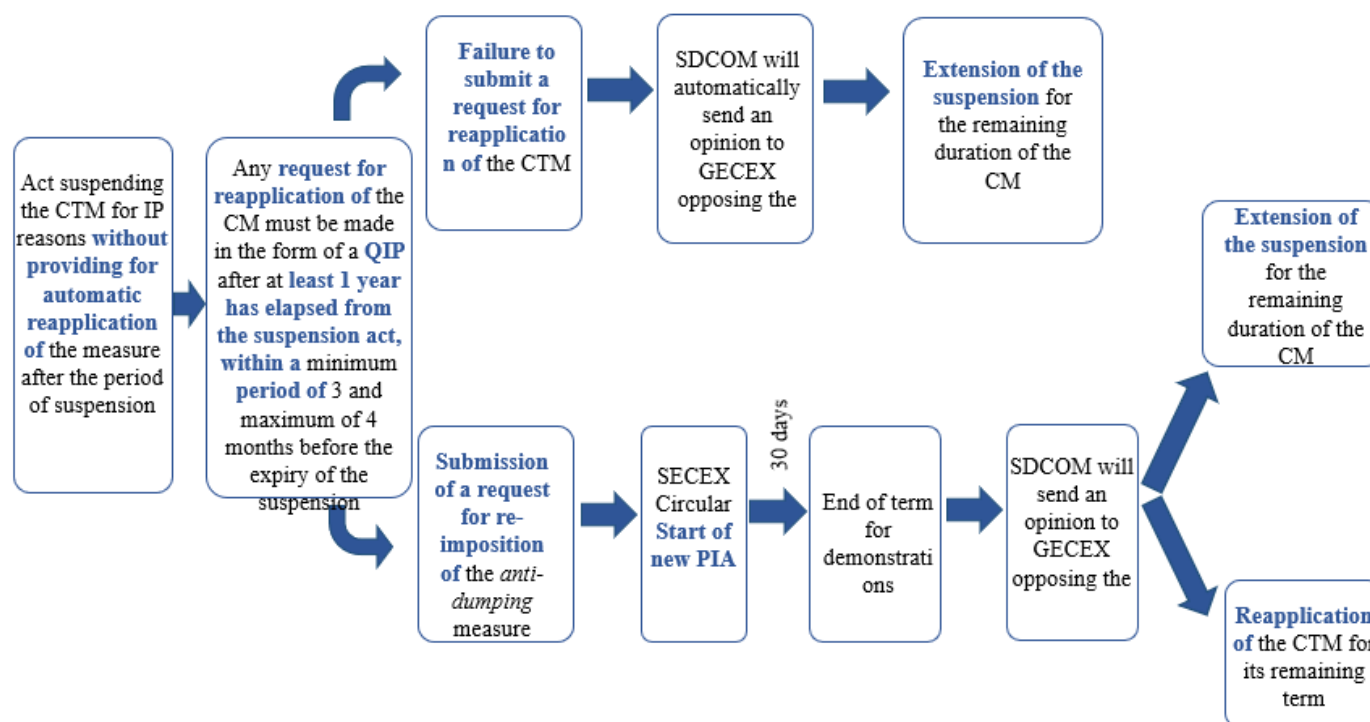 Act suspending
the CTM for IP
reasons without
providing for
automatic
reapplication
of the measure
after the period
of suspension
Any request for
reapplication of the
CM must be made
in the form of a QIP
after at least 1 year
has elapsed from
the suspension act,
within a minimum
period of 3 and
maximum of 4
months before the
expiry of the
suspension
Failure to
submit a
request for
reapplicatio
n of the CTM
SDCOM will
automatically
send an
opinion to
GECEX
opposing the
Extension of the
suspension for
the remaining
duration of the
CM
Submission
of a request
for re-
imposition
of the anti-
dumping
measure
SECEX
Circular
Start of
new PIA
30 days
End of term
for
demonstrati
ons
SDCOM will
send an
opinion to
GECEX
opposing the
Extension of
the suspension
for the
remaining
duration of the
CM
Reapplication
of the CTM for
its remaining
term